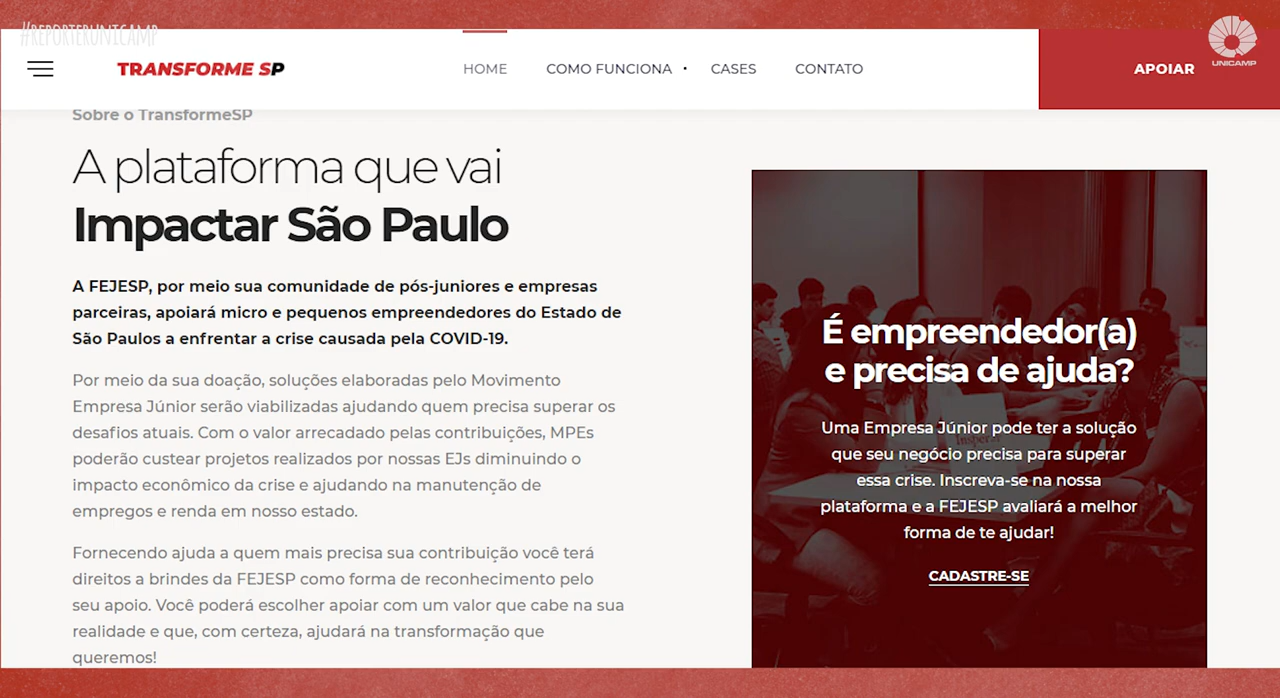 #REPORTERUNICAMP
UNICAMP
TRANSFORME SP
HOME
COMO FUNCIONA
CASES
CONTATO
APOIAR
Sobre o TransformeSP
A plataforma que vai
Impactar São Paulo
A FEJESP, por meio sua comunidade de pós-juniores e empresas
parceiras, apoiará micro e pequenos empreendedores do Estado de
São Paulos a enfrentar a crise causada pela COVID-19.
Por meio da sua doação, soluções elaboradas pelo Movimento
Empresa Júnior serão viabilizadas ajudando quem precisa superar os
desafios atuais. Com o valor arrecadado pelas contribuições, MPEs
poderão custear projetos realizados por nossas EJs diminuindo o
impacto econômico da crise e ajudando na manutenção de
empregos e renda em nosso estado.
Fornecendo ajuda a quem mais precisa sua contribuição você terá
direitos a brindes da FEJESP como forma de reconhecimento pelo
seu apoio. Você poderá escolher apoiar com um valor que cabe na sua
realidade e que, com certeza, ajudará na transformação que
queremos!
É empreendedor(a)
e precisa de ajuda?
Uma Empresa Júnior pode ter a solução
que seu negócio precisa para superar
essa crise. Inscreva-se na nossa
plataforma e a FEJESP avaliará a melhor
forma de te ajudar!
CADASTRE-SE